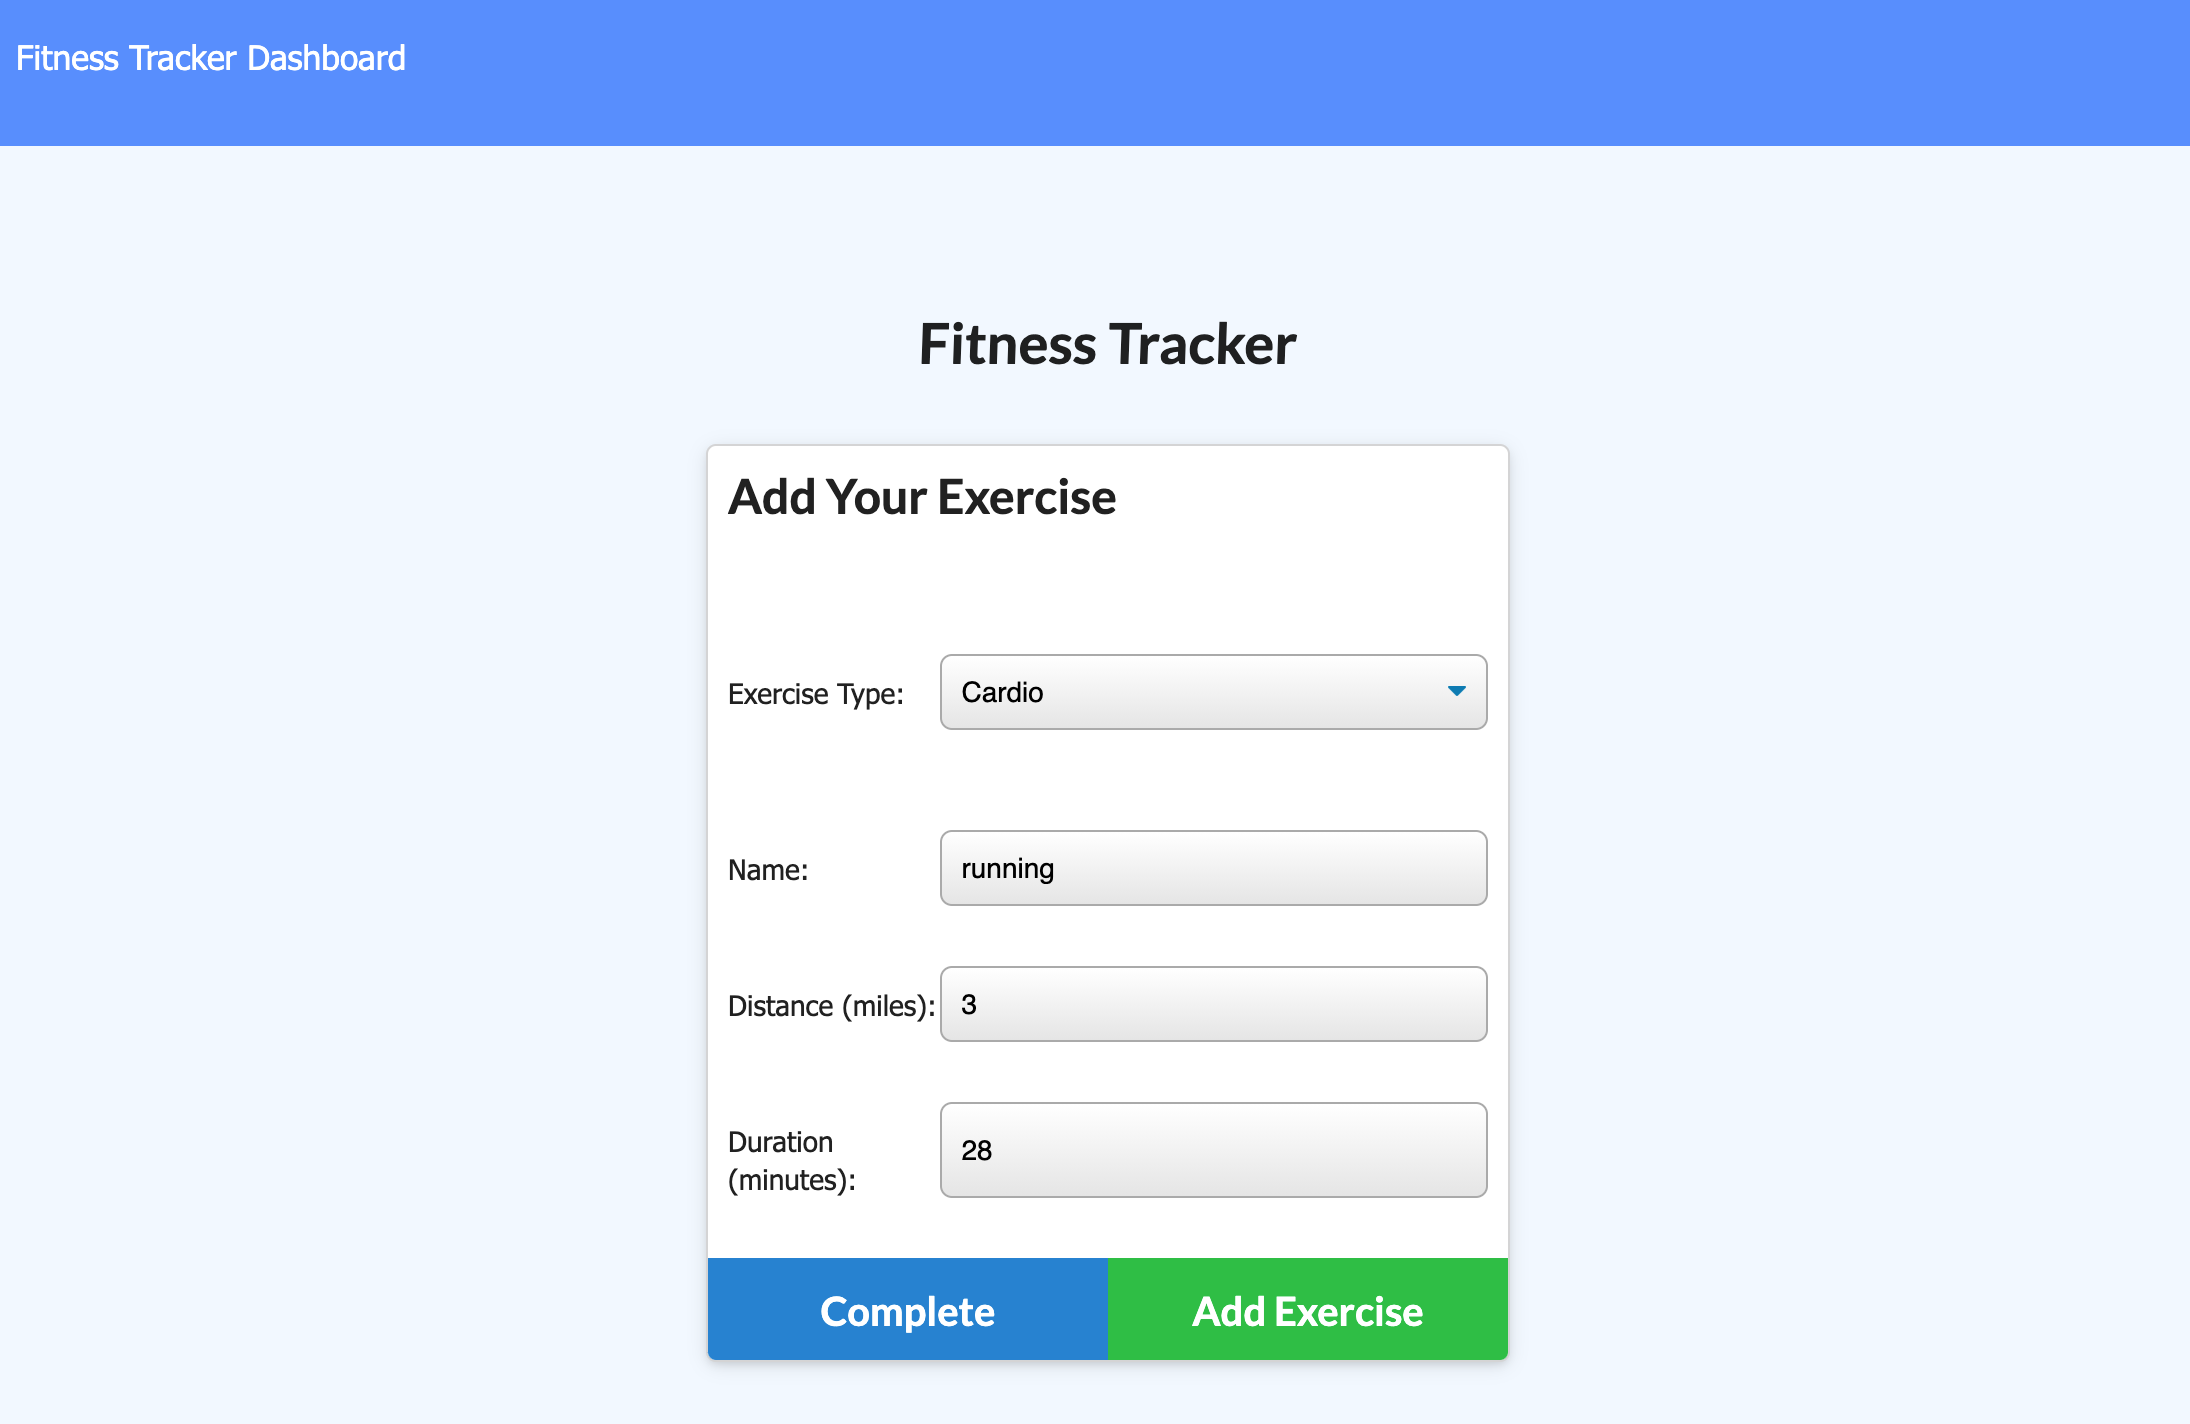 Fitness Tracker Dashboard
Fitness Tracker
Add Your Exercise
Exercise Type: Cardio
Name: running
Distance (miles): 3
Duration
(minutes): 28
Complete Add Exercise